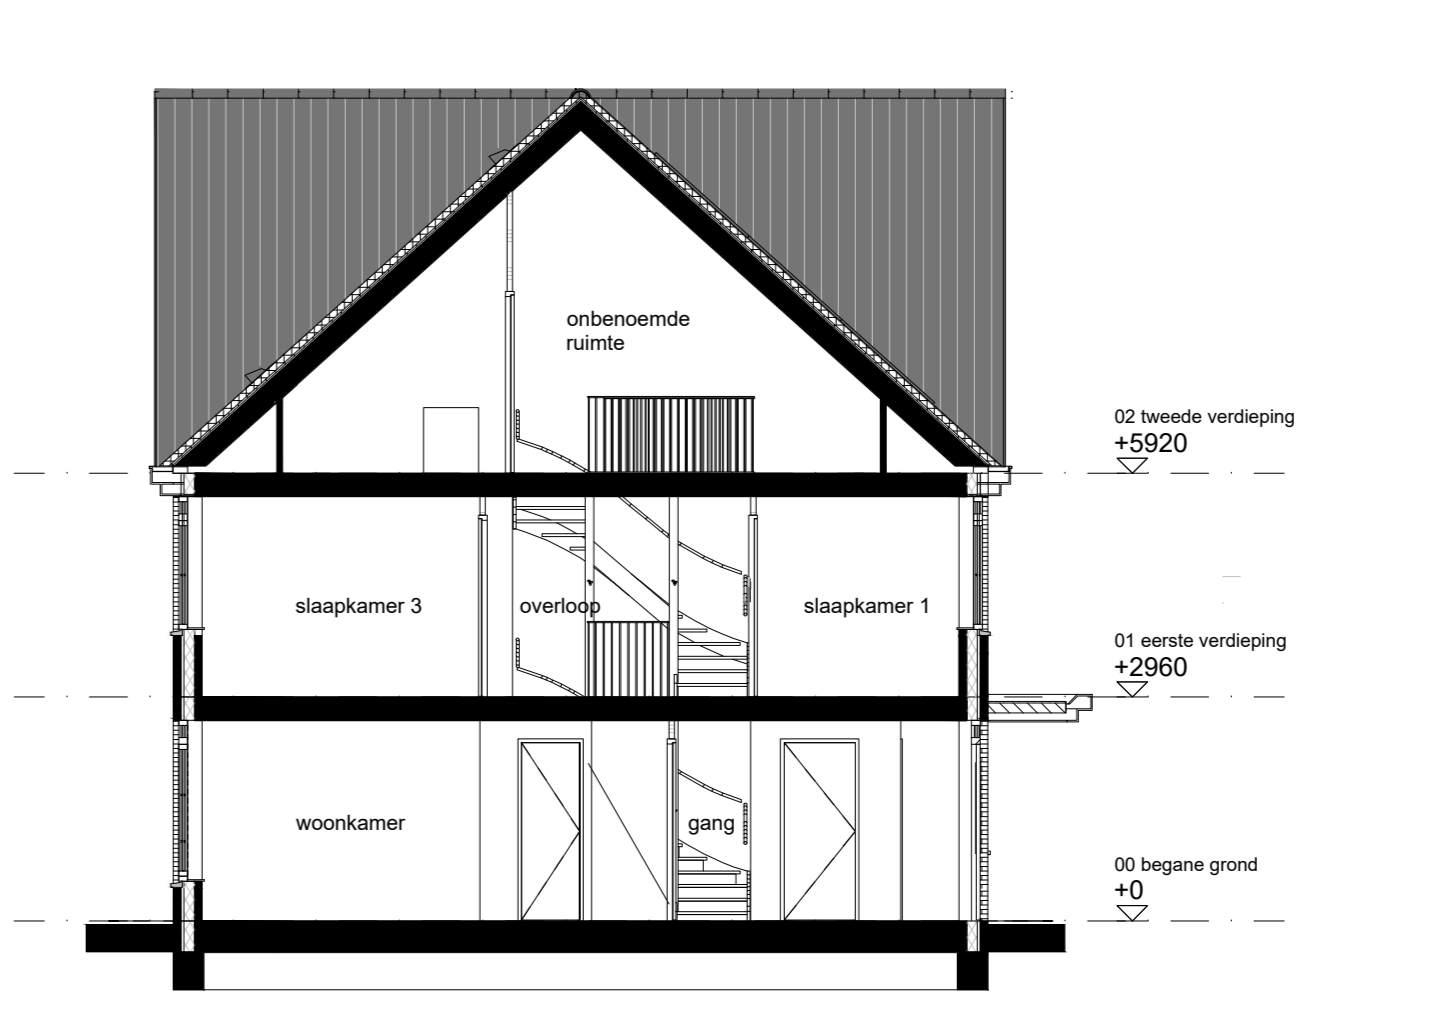 onbenoemde
ruimte
02 tweede verdieping
+5920
slaapkamer 3
overloop
slaapkamer 1
01 eerste verdieping
+2960
woonkamer
gang
00 begane grond
+0